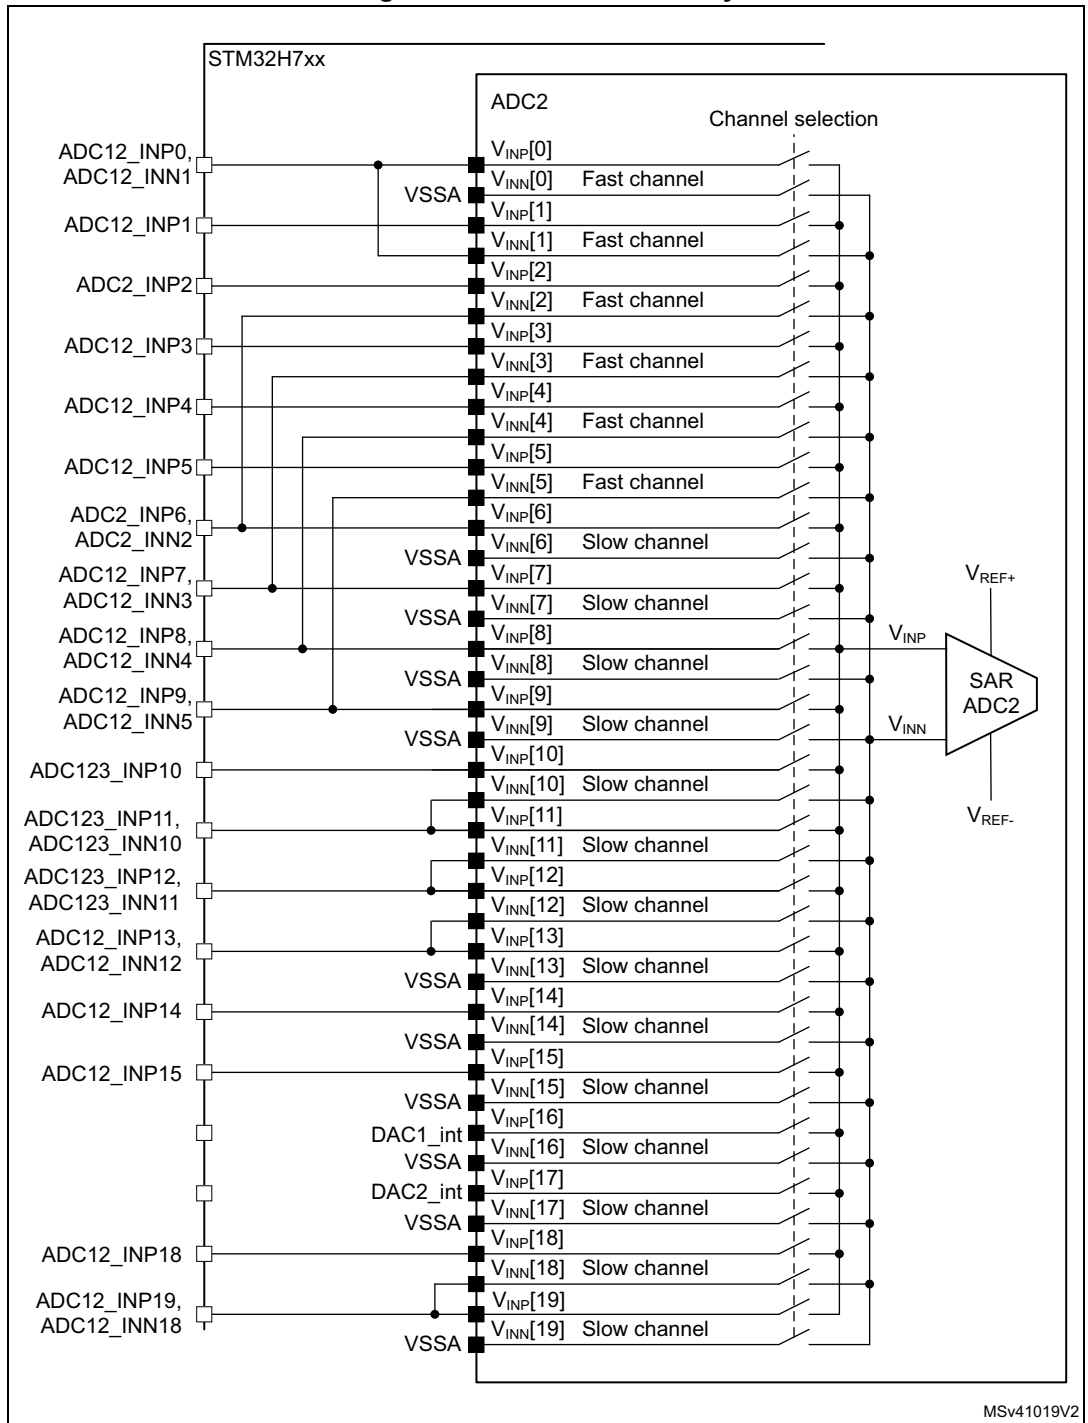 STM32H7xx
ADC2
Channel selection
ADC12_INP0,
ADC12_INN1
VINP[0]
VSSA
VINN[0] Fast channel
ADC12_INP1
VINP[1]
VINN[1] Fast channel
ADC2_INP2
VINP[2]
VINN[2] Fast channel
ADC12_INP3
VINP[3]
VINN[3] Fast channel
ADC12_INP4
VINP[4]
VINN[4] Fast channel
ADC12_INP5
VINP[5]
VINN[5] Fast channel
ADC2_INP6,
ADC2_INN2
VINP[6]
VSSA
VINN[6] Slow channel
ADC12_INP7,
ADC12_INN3
VINP[7]
VSSA
VINN[7] Slow channel
ADC12_INP8,
ADC12_INN4
VINP[8]
VSSA
VINN[8] Slow channel
ADC12_INP9,
ADC12_INN5
VINP[9]
VSSA
VINN[9] Slow channel
VREF+
VINP
SAR
ADC2
VINN
VREF-
ADC123_INP10
VINP[10]
VINN[10] Slow channel
ADC123_INP11,
ADC123_INN10
VINP[11]
VINN[11] Slow channel
ADC123_INP12,
ADC123_INN11
VINP[12]
VINN[12] Slow channel
ADC12_INP13,
ADC12_INN12
VINP[13]
VSSA
VINN[13] Slow channel
ADC12_INP14
VINP[14]
VSSA
VINN[14] Slow channel
ADC12_INP15
VINP[15]
VSSA
VINN[15] Slow channel
DAC1_int
VINP[16]
VSSA
VINN[16] Slow channel
DAC2_int
VINP[17]
VSSA
VINN[17] Slow channel
ADC12_INP18
VINP[18]
VINN[18] Slow channel
ADC12_INP19,
ADC12_INN18
VINP[19]
VSSA
VINN[19] Slow channel
MSv41019V2